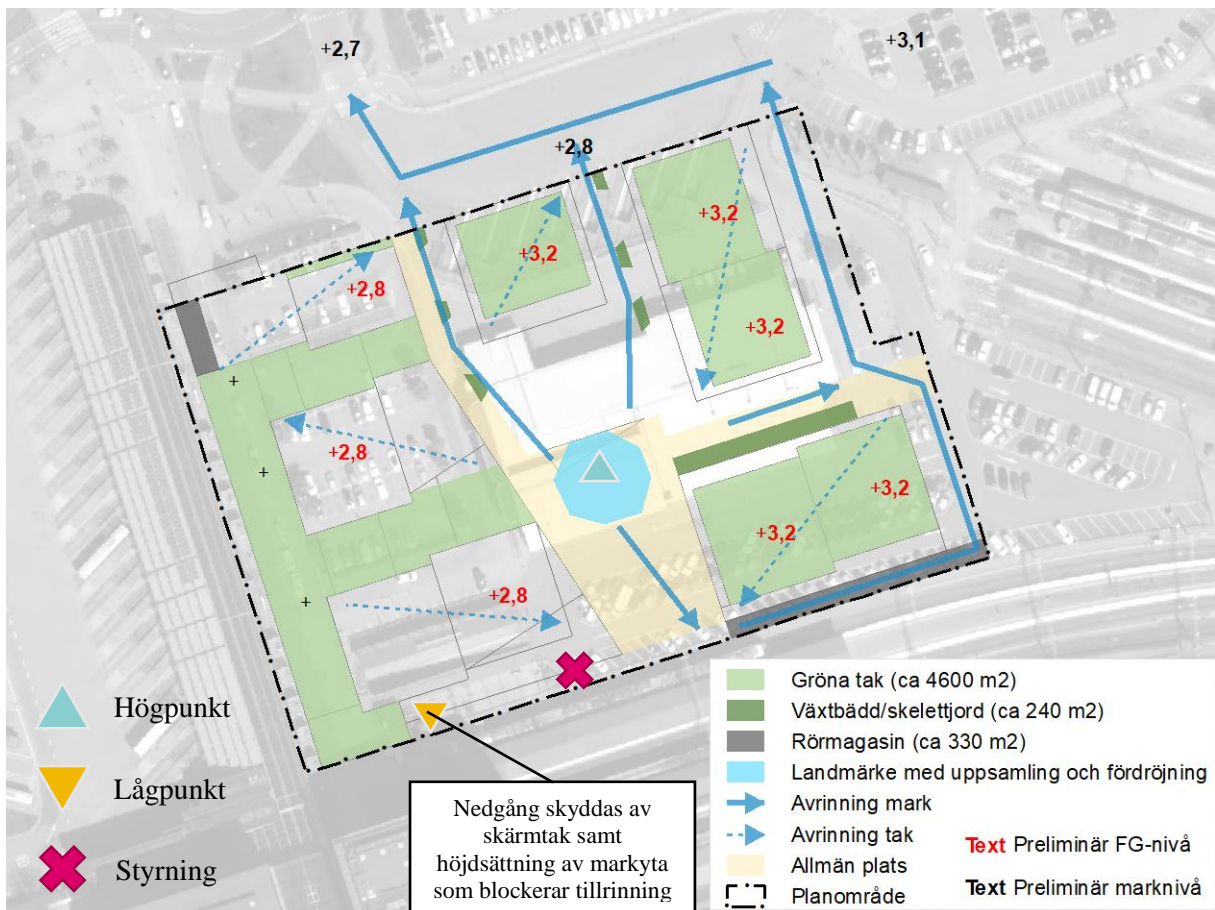 +2,7
+3,1
+2,8
+3,2
+3,2
+2,8
+3,2
+2,8
+3,2
+3,2
+2,8
Högpunkt
Lågpunkt
Styrning
Nedgång skyddas av
skärmtak samt
höjdsättning av markyta
som blockerar tillrinning
Gröna tak (ca 4600 m2)
Växtbädd/skelettjord (ca 240 m2)
Rörmagasin (ca 330 m2)
Landmärke med uppsamling och fördröjning
Avrinning mark
Avrinning tak
Allmän plats
Planområde
Text Preliminär FG-nivå
Text Preliminär marknivå